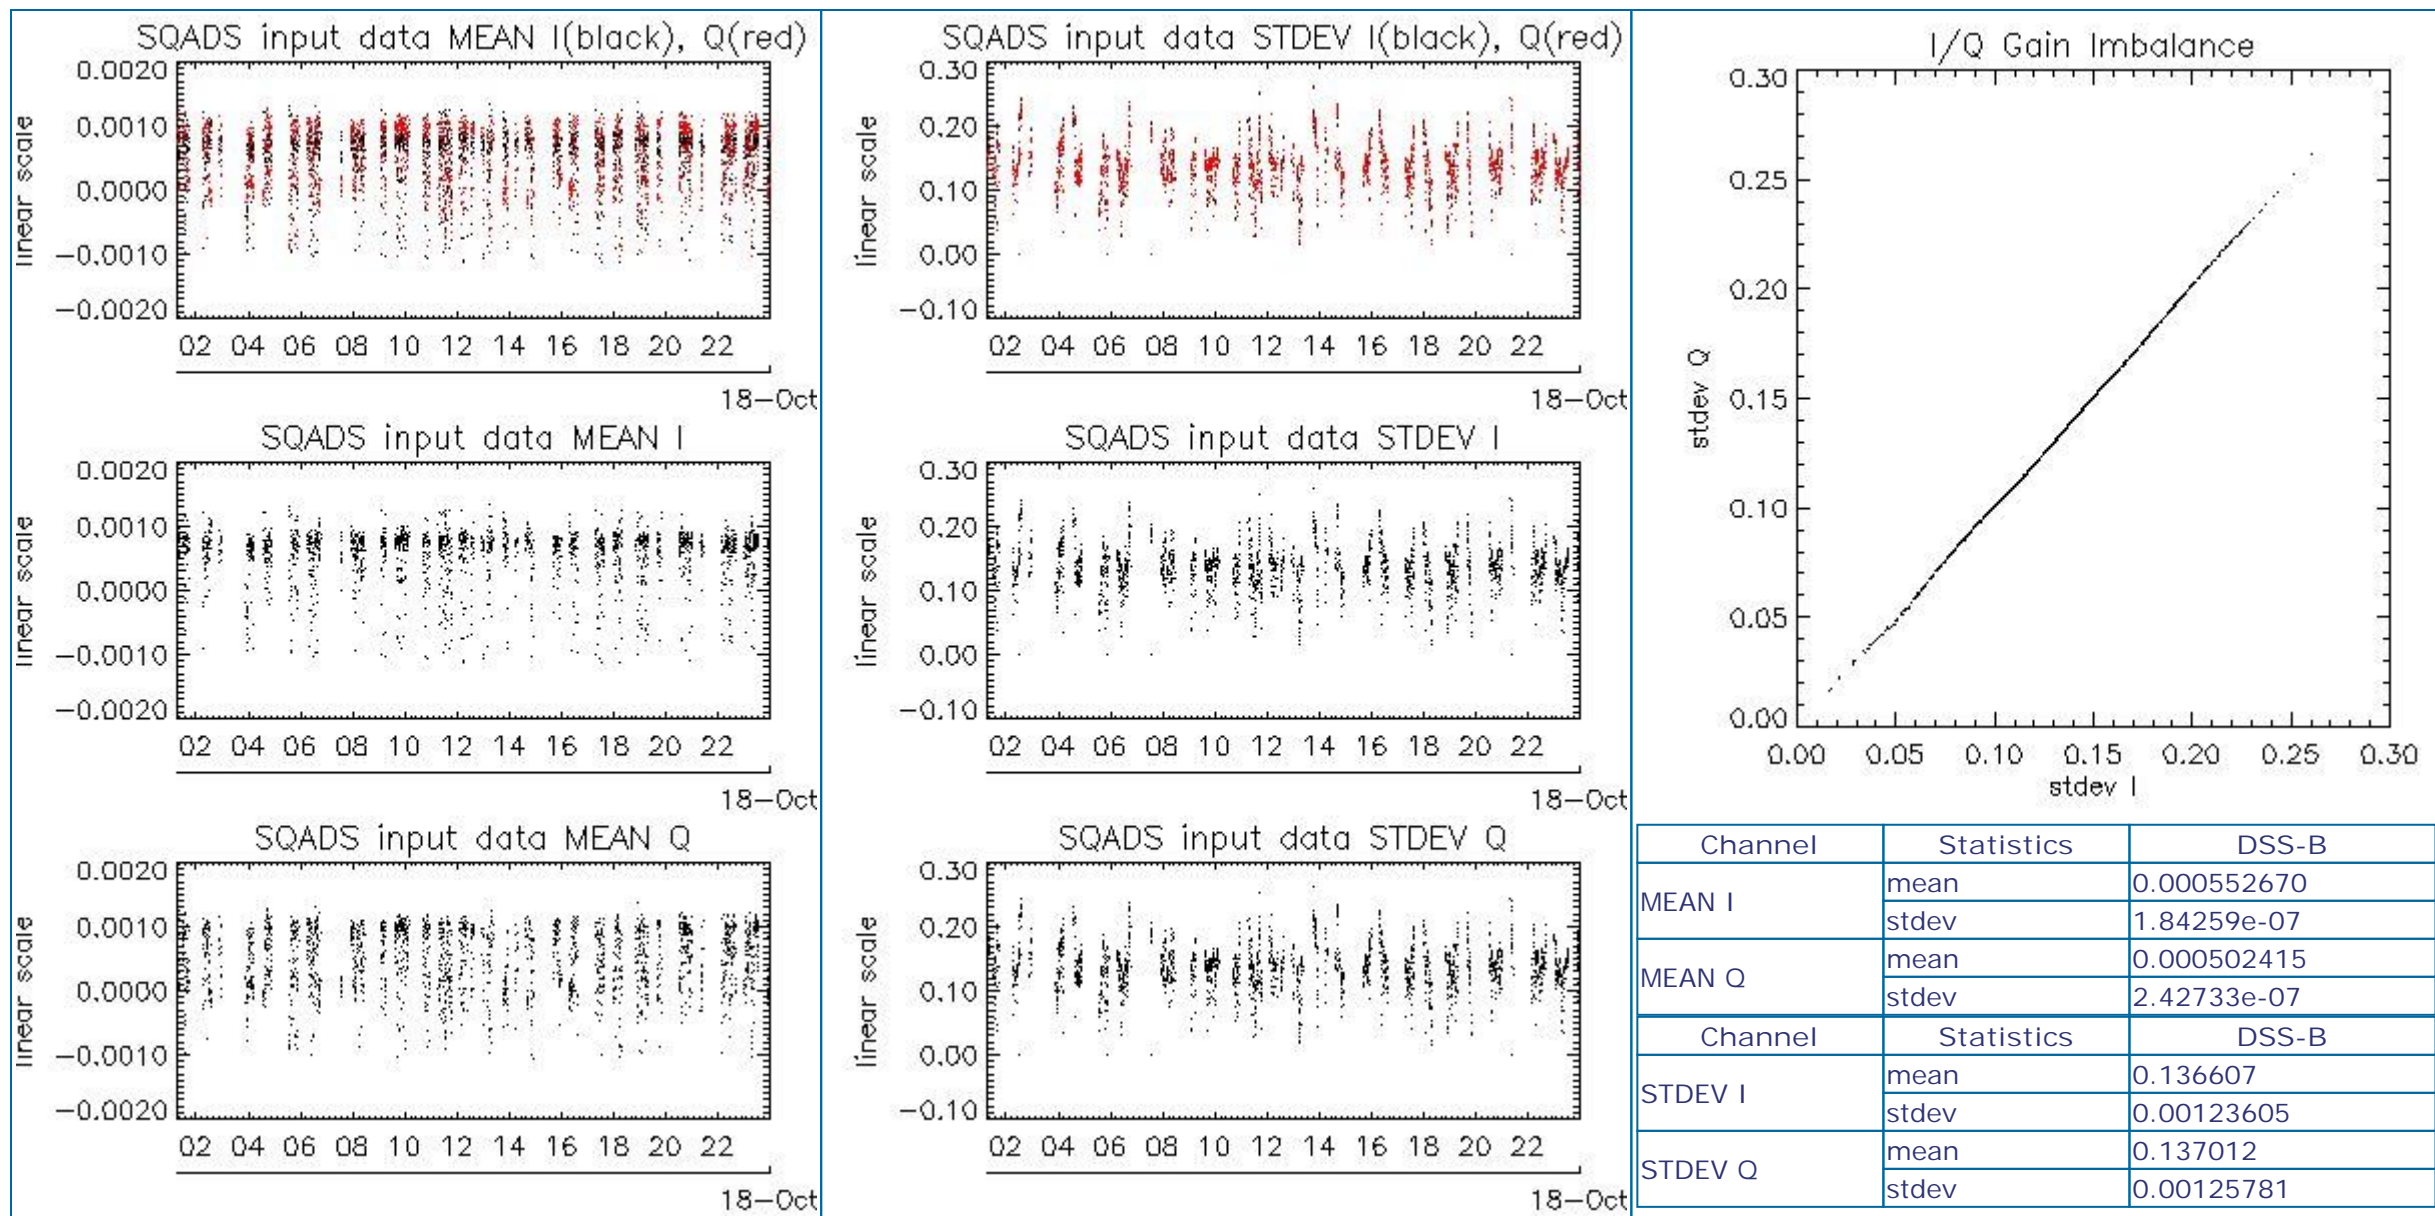 SQADS input data MEAN I(black), Q(red)
0.0020
0.0010
0.0000
−0.0010
−0.0020
linear scale
02 04 06 08 10 12 14 16 18 20 22
18−Oct
SQADS input data MEAN I
0.0020
0.0010
0.0000
−0.0010
−0.0020
linear scale
02 04 06 08 10 12 14 16 18 20 22
18−Oct
SQADS input data MEAN Q
0.0020
0.0010
0.0000
−0.0010
−0.0020
linear scale
02 04 06 08 10 12 14 16 18 20 22
18−Oct
SQADS input data STDEV I(black), Q(red)
0.30
0.20
0.10
0.00
−0.10
linear scale
02 04 06 08 10 12 14 16 18 20 22
18−Oct
SQADS input data STDEV I
0.30
0.20
0.10
0.00
−0.10
linear scale
02 04 06 08 10 12 14 16 18 20 22
18−Oct
SQADS input data STDEV Q
0.30
0.20
0.10
0.00
−0.10
linear scale
02 04 06 08 10 12 14 16 18 20 22
18−Oct
I/Q Gain Imbalance
0.30
0.25
0.20
0.15
0.10
0.05
0.00
stdev Q
0.00 0.05 0.10 0.15 0.20 0.25 0.30
stdev I
Channel Statistics DSS-B
MEAN I mean 0.000552670
stdev 1.84259e-07
MEAN Q mean 0.000502415
stdev 2.42733e-07
Channel Statistics DSS-B
STDEV I mean 0.136607
stdev 0.00123605
STDEV Q mean 0.137012
stdev 0.00125781